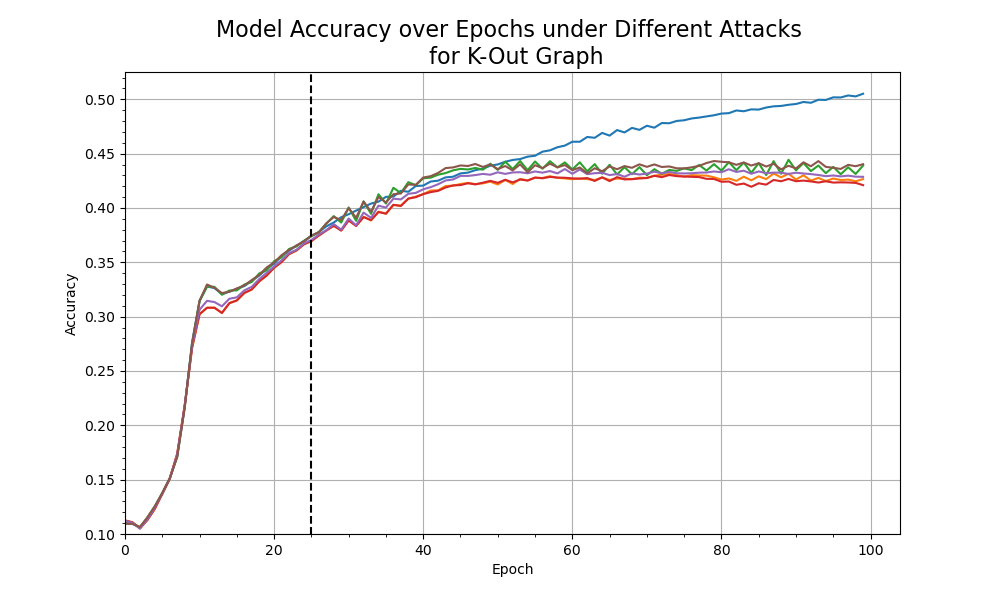 Model Accuracy over Epochs under Different Attacks
for K-Out Graph
0.50
0.45
0.40
0.35
0.30
0.25
0.20
0.15
0.10
Accuracy
0 20 40 60 80 100
Epoch